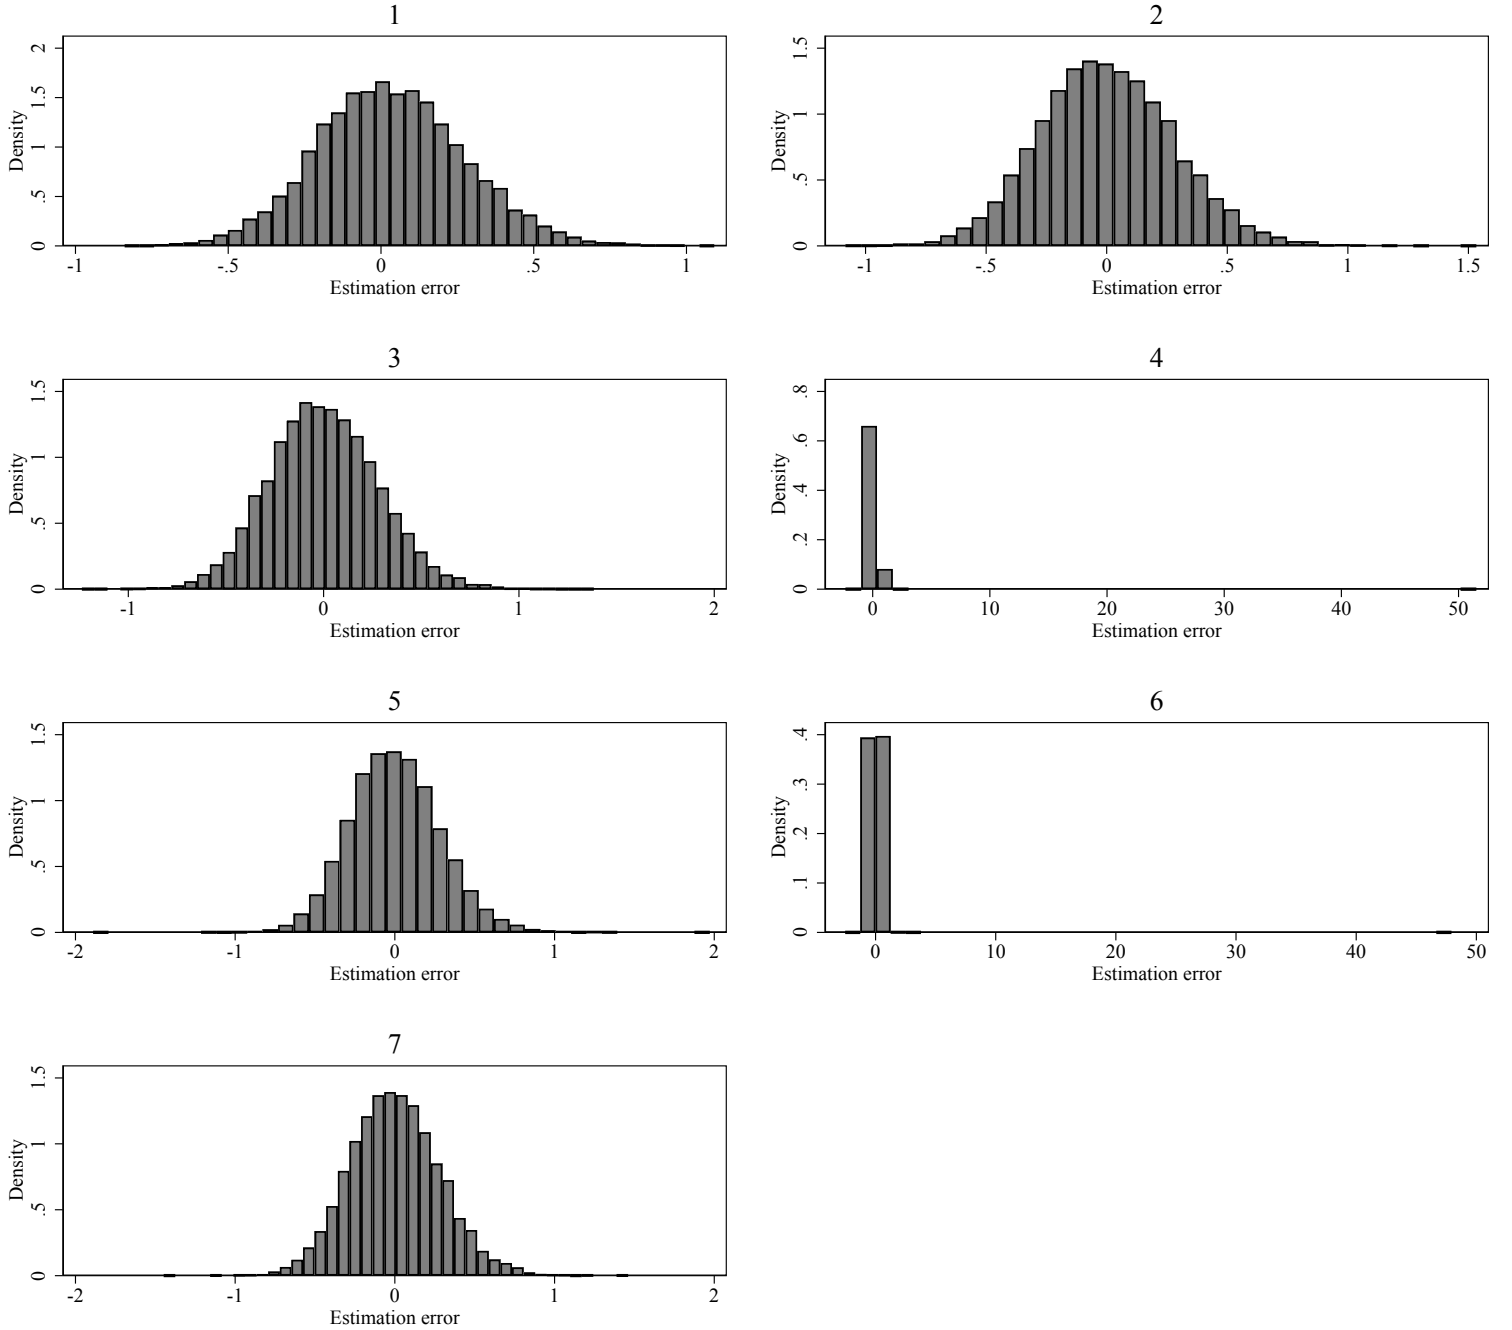 1
Density
0 .5 1 1.5 2
-1 -.5 0 .5 1
Estimation error
2
Density
0 .5 1 1.5
-1 -.5 0 .5 1 1.5
Estimation error
3
Density
0 .5 1 1.5
-1 0 1 2
Estimation error
4
Density
0 .2 .4 .6 .8
0 10 20 30 40 50
Estimation error
5
Density
0 .5 1 1.5
-2 -1 0 1 2
Estimation error
6
Density
0 .1 .2 .3 .4
0 10 20 30 40 50
Estimation error
7
Density
0 .5 1 1.5
-2 -1 0 1 2
Estimation error